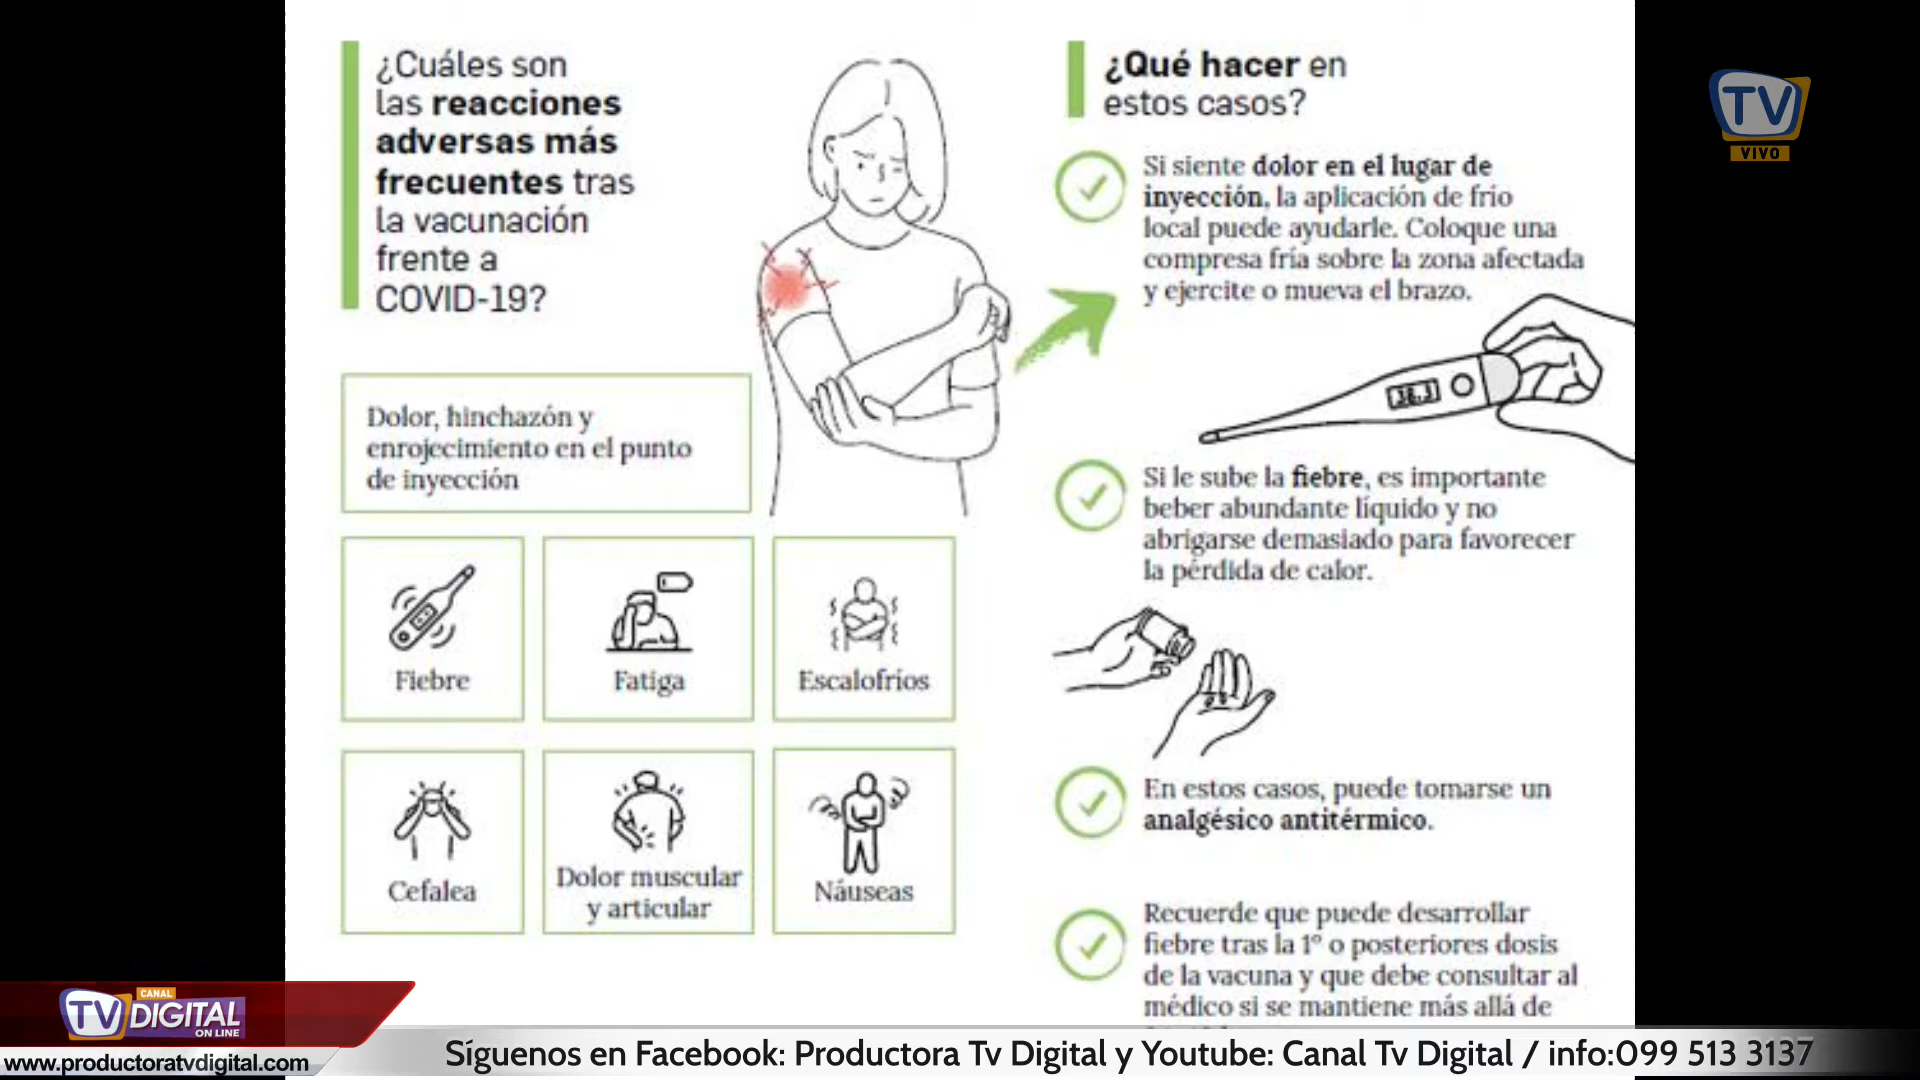 ¿Cuáles son
las reacciones
adversas más
frecuentes tras
la vacunación
frente a
COVID-19?
Dolor, hinchazón y
enrojecimiento en el punto
de inyección
Fiebre
Fatiga
Escalofríos
Cefalea
Dolor muscular
y articular
Náuseas
¿Qué hacer en
estos casos?
Si siente dolor en el lugar de
inyección, la aplicación de frío
local puede ayudarle. Coloque una
compresa fría sobre la zona afectada
y ejercite o mueva el brazo.
Si le sube la fiebre, es importante
beber abundante líquido y no
abrigarse demasiado para favorecer
la pérdida de calor.
En estos casos, puede tomarse un
analgésico antitérmico.
Recuerde que puede desarrollar
fiebre tras la 1º o posteriores dosis
de la vacuna y que debe consultar al
médico si se mantiene más allá de
TV
VIVO
CANAL
TV DIGITAL
ON LINE
www.productoratvdigital.com
Síguenos en Facebook: Productora Tv Digital y Youtube: Canal Tv Digital / info:099 513 3137